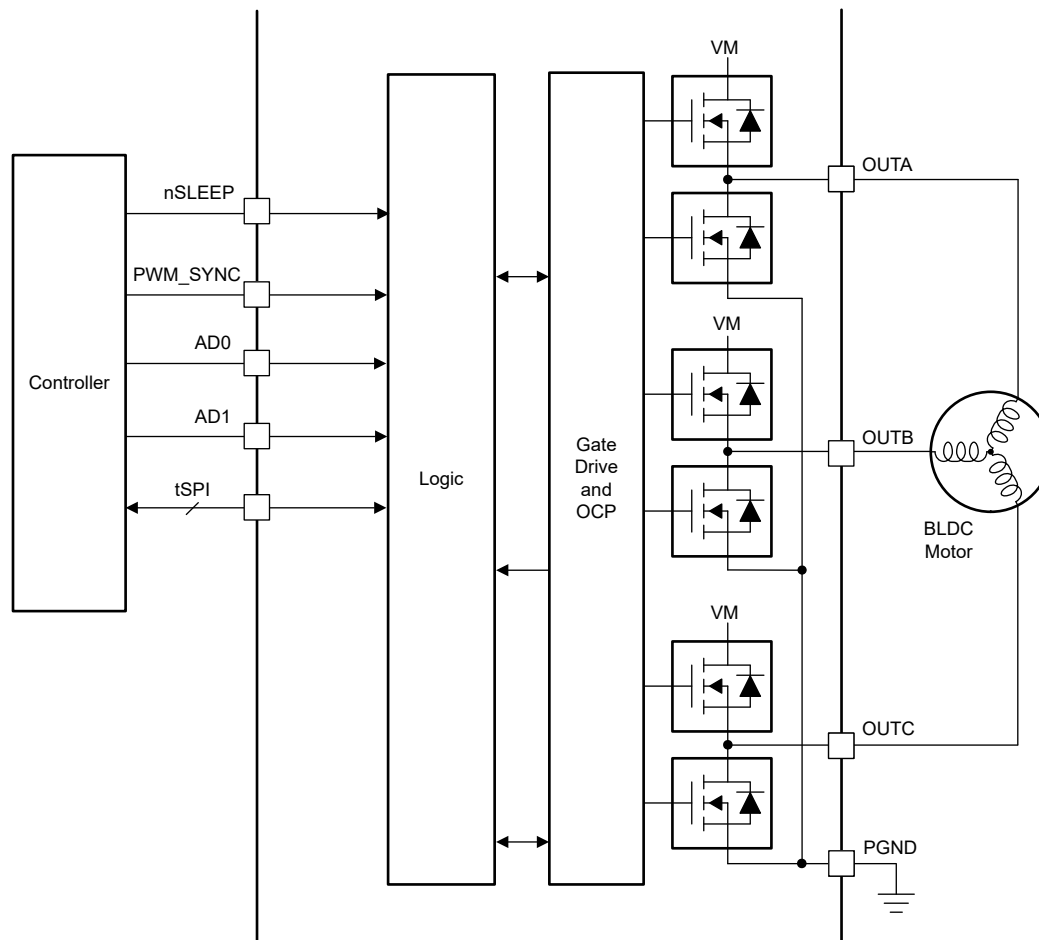 VM
OUTA
nSLEEP
PWM_SYNC
VM
AD0
Controller
AD1
OUTB
Gate
Drive
and
OCP
Logic
tSPI
BLDC
Motor
VM
OUTC
PGND